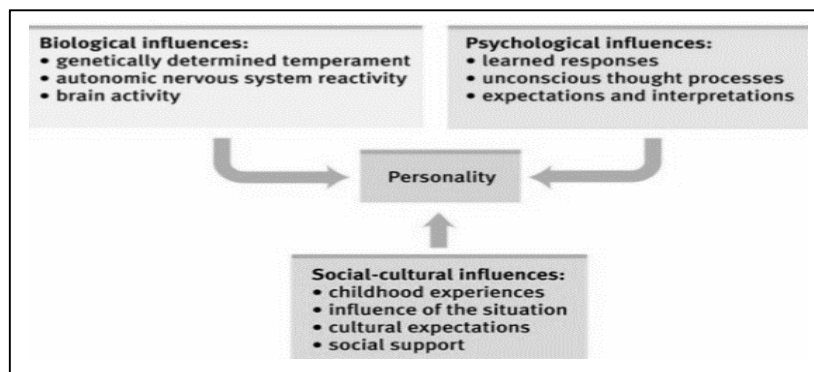 Biological influences:
• genetically determined temperament
• autonomic nervous system reactivity
• brain activity
Psychological influences:
• learned responses
• unconscious thought processes
• expectations and interpretations
Personality
Social-cultural influences:
• childhood experiences
• influence of the situation
• cultural expectations
• social support